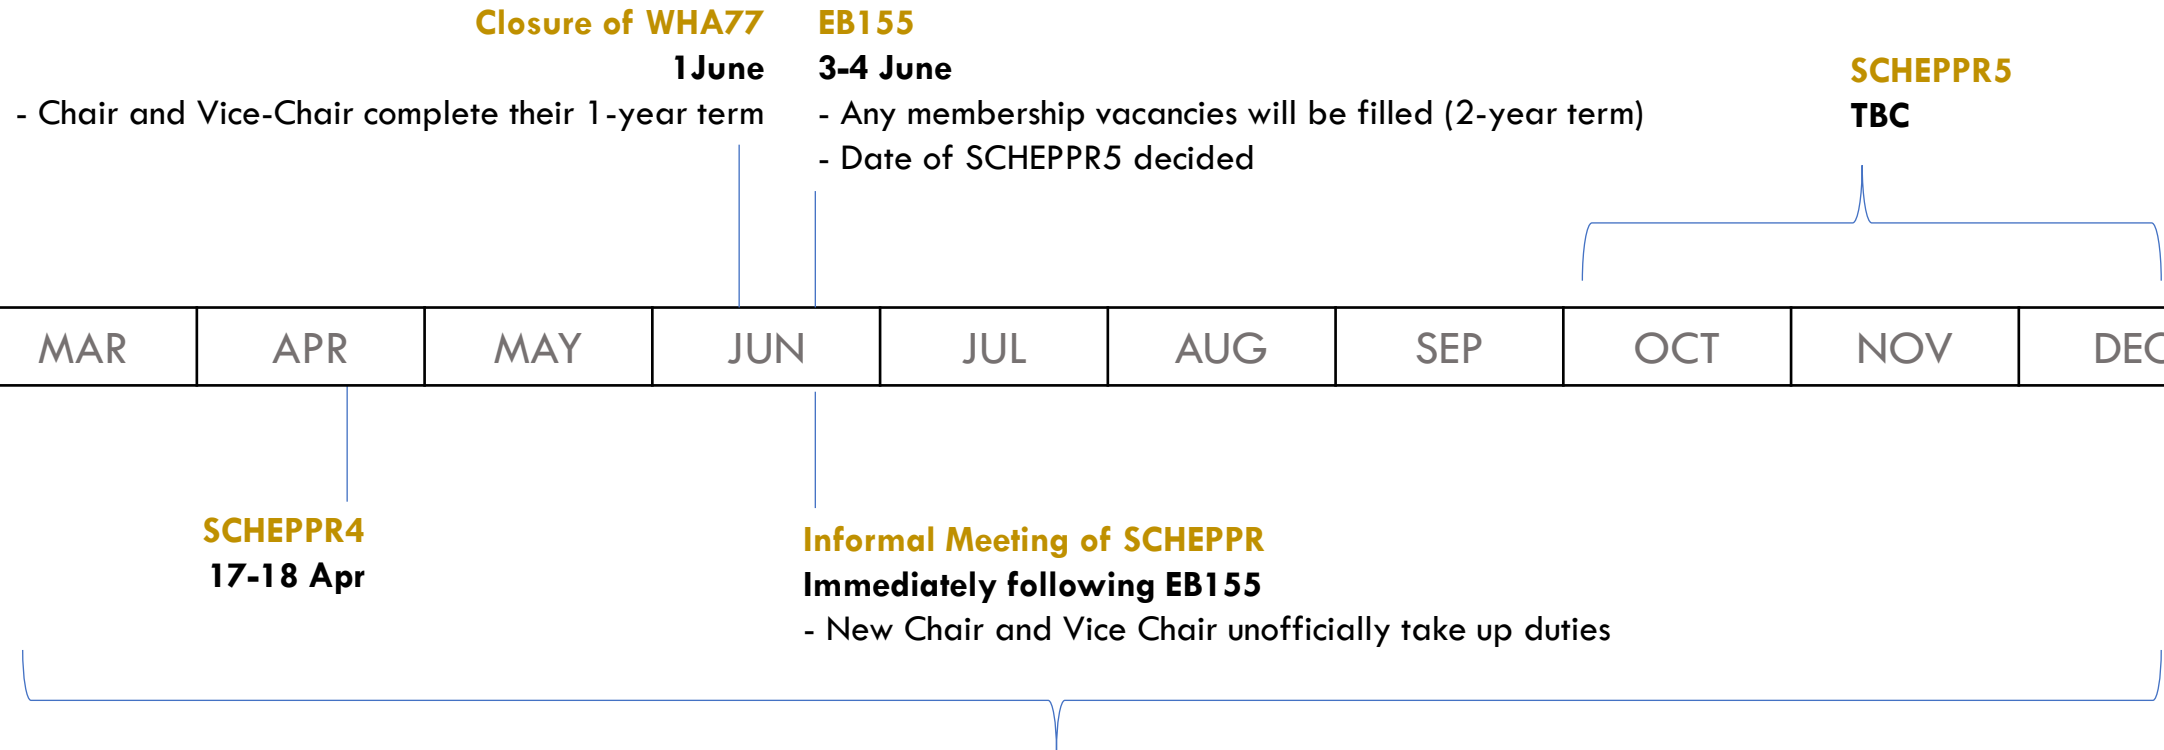 Closure of WHA77
1June
- Chair and Vice-Chair complete their 1-year term
EB155
3-4 June
- Any membership vacancies will be filled (2-year term)
- Date of SCHEPPR5 decided
SCHEPPR5
TBC
MAR APR MAY JUN JUL AUG SEP OCT NOV DEC
SCHEPPR4
17-18 Apr
Informal Meeting of SCHEPPR
Immediately following EB155
- New Chair and Vice Chair unofficially take up duties